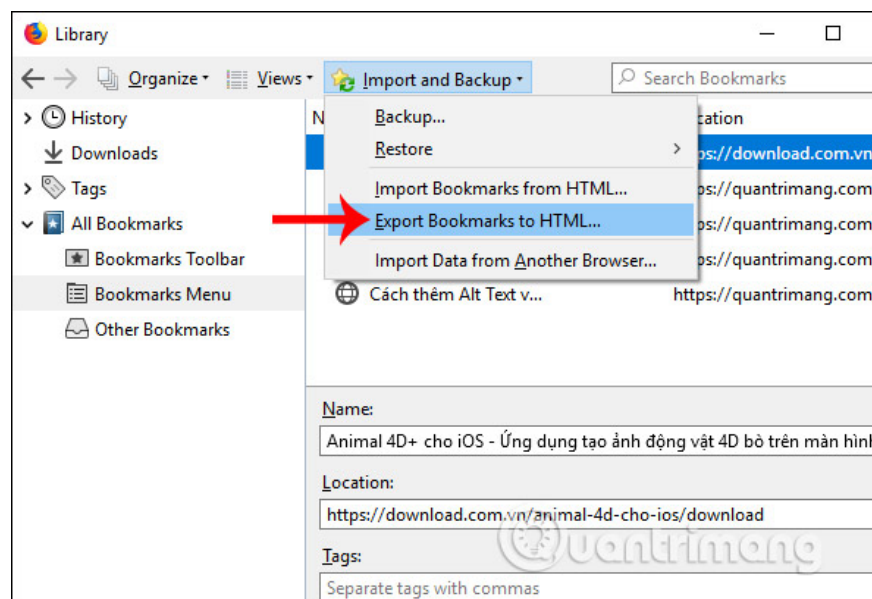 Library
Organize Views Import and Backup Search Bookmarks
History
Downloads
Tags
All Bookmarks
Bookmarks Toolbar
Bookmarks Menu
Other Bookmarks
Backup...
Restore
Import Bookmarks from HTML...
Export Bookmarks to HTML...
Import Data from Another Browser...
N
cation
ps://download.com.vn
ps://quantrimang.com
ps://quantrimang.com
ps://quantrimang.com
Cách thêm Alt Text v... https://quantrimang.com
Name:
Animal 4D+ cho iOS - Ứng dụng tạo ảnh động vật 4D bò trên màn hình
Location:
https://download.com.vn/animal-4d-cho-ios/download
Quantrimang
Tags:
Separate tags with commas